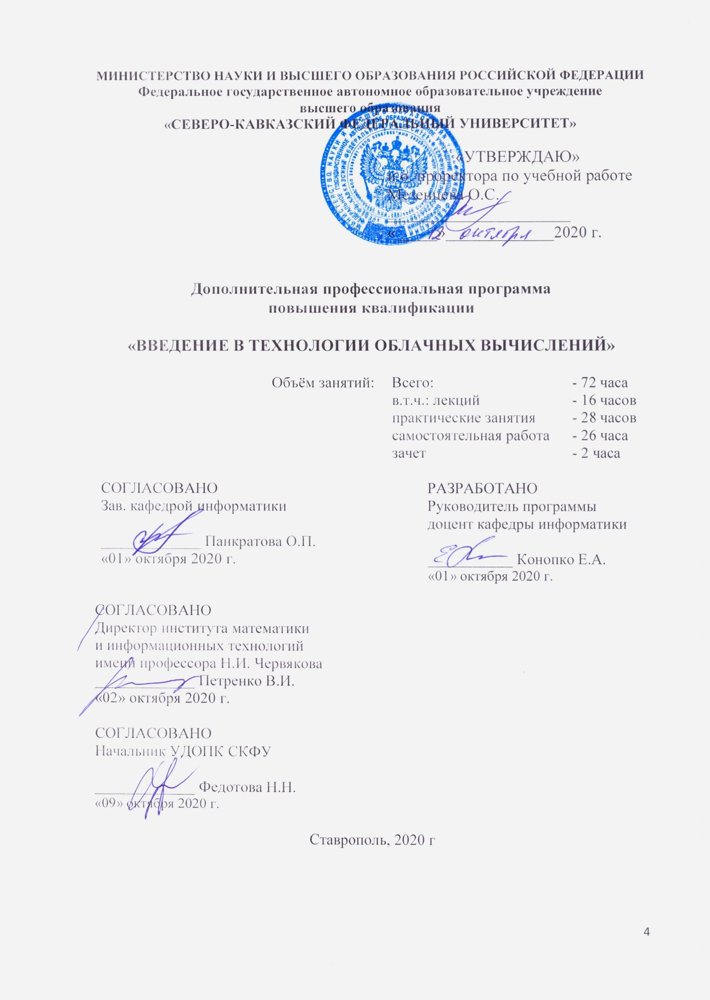 МИНИСТЕРСТВО НАУКИ И ВЫСШЕГО ОБРАЗОВАНИЯ РОССИЙСКОЙ ФЕДЕРАЦИИ
Федеральное государственное автономное образовательное учреждение
высшего образования
«СЕВЕРО-КАВКАЗСКИЙ ФЕДЕРАЛЬНЫЙ УНИВЕРСИТЕТ»
«УТВЕРЖДАЮ»
и.о. проректора по учебной работе
Мезенцева О.С.
«12» октября 2020 г.
Дополнительная профессиональная программа
повышения квалификации
«ВВЕДЕНИЕ В ТЕХНОЛОГИИ ОБЛАЧНЫХ ВЫЧИСЛЕНИЙ»
Объём занятий: Всего: - 72 часа
в.т.ч.: лекций - 16 часов
практические занятия - 28 часов
самостоятельная работа - 26 часа
зачет - 2 часа
СОГЛАСОВАНО
Зав. кафедрой информатики
Панкратова О.П.
«01» октября 2020 г.
РАЗРАБОТАНО
Руководитель программы
доцент кафедры информатики
Конопко Е.А.
«01» октября 2020 г.
СОГЛАСОВАНО
Директор института математики
и информационных технологий
имени профессора Н.И. Червякова
Петренко В.И.
«02» октября 2020 г.
СОГЛАСОВАНО
Начальник УДОПК СКФУ
Федотова Н.Н.
«09» октября 2020 г.
Ставрополь, 2020 г
4